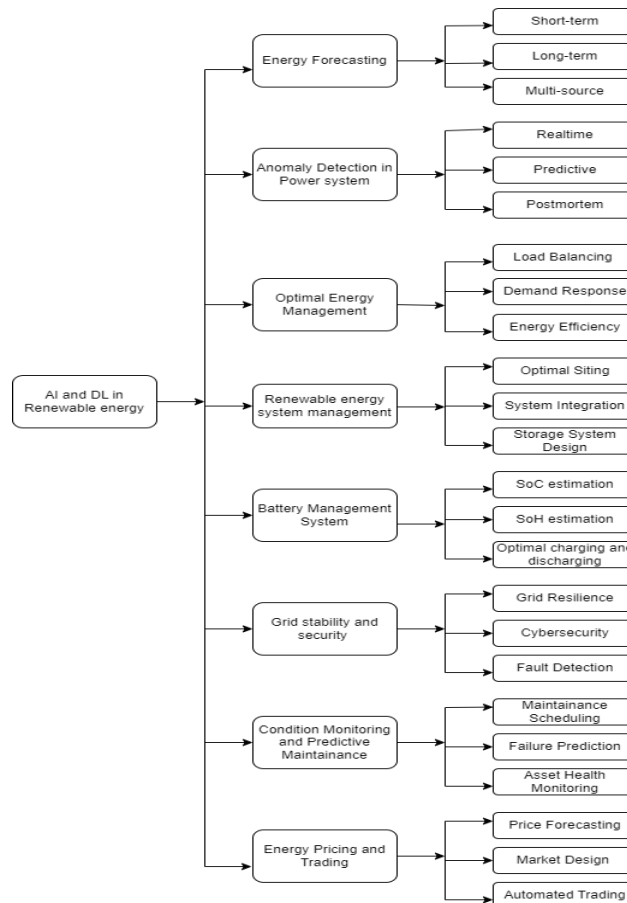 Short-term
Energy Forecasting
Long-term
Multi-source
Realtime
Anomaly Detection in
Power system
Predictive
Postmortem
Load Balancing
Optimal Energy
Management
Demand Response
Energy Efficiency
AI and DL in
Renewable energy
Optimal Siting
Renewable energy
system management
System Integration
Storage System
Design
SoC estimation
Battery Management
System
SoH estimation
Optimal charging and
discharging
Grid Resilience
Grid stability and
security
Cybersecurity
Fault Detection
Maintainance
Scheduling
Condition Monitoring
and Predictive
Maintainance
Failure Prediction
Asset Health
Monitoring
Price Forecasting
Energy Pricing and
Trading
Market Design
Automated Trading